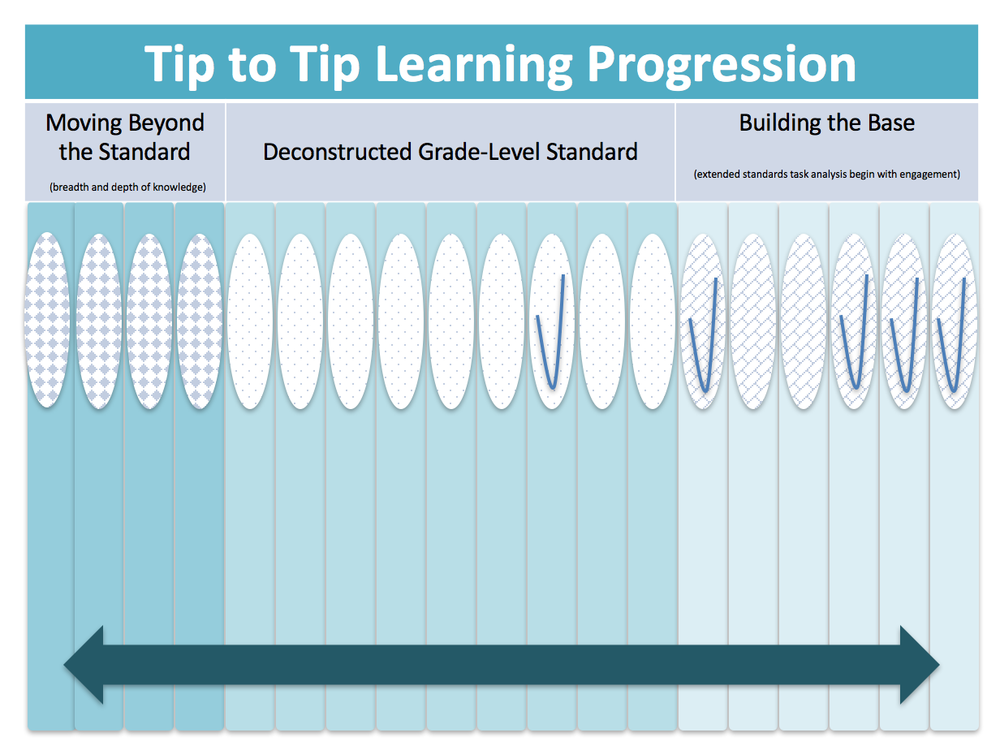 Tip to Tip Learning Progression
Moving Beyond
the Standard
(breadth and depth of knowledge)
Deconstructed Grade-Level Standard
Building the Base
(extended standards task analysis begin with engagement)